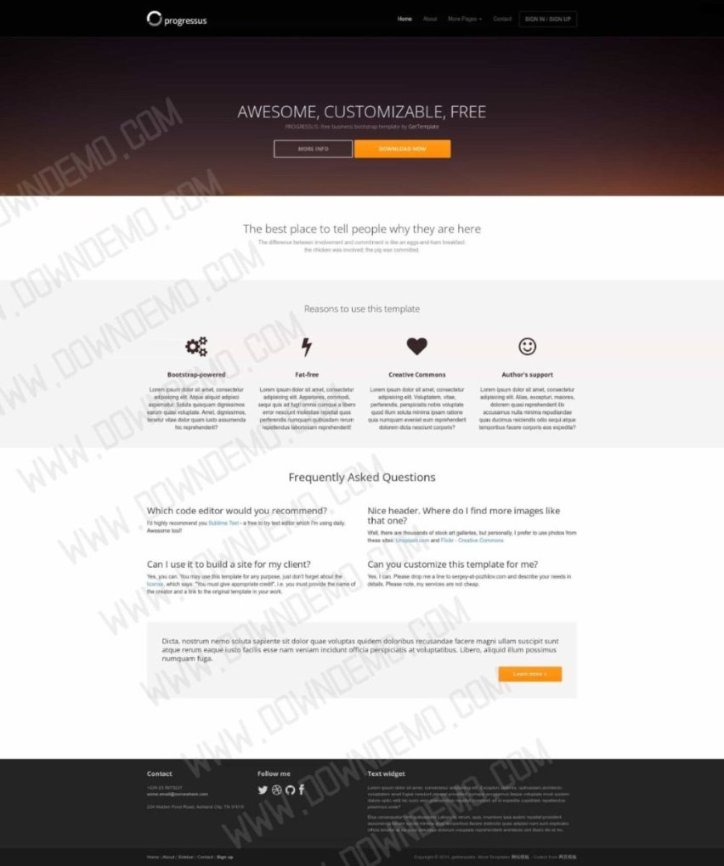 progressus
Home About More Pages Contact SIGN IN / SIGN UP
AWESOME, CUSTOMIZABLE, FREE
PROGRESSUS: free business bootstrap template by GetTemplate
MORE INFO DOWNLOAD NOW
The best place to tell people why they are here
The difference between involvement and commitment is like an eggs-and-ham breakfast:
the chicken was involved; the pig was committed.
Reasons to use this template
Bootstrap-powered
Lorem ipsum dolor sit amet, consectetur
adipisicing elit. Atque aliquid adipisci
aspernatur. Soluta quisquam dignissimos
earum quasi voluptate. Amet, dignissimos,
tenetur vitae dolor quam iusto assumenda
hic reprehenderit?
Fat-free
Lorem ipsum dolor sit amet, consectetur
adipisicing elit. Asperiores, commodi,
sequi quis ad fugit omnis cumque a libero
error nesciunt molestiae repellat quos
perferendis numquam quibusdam rerum
repellendus laboriosam reprehenderit!
Creative Commons
Lorem ipsum dolor sit amet, consectetur
adipisicing elit. Voluptatem, vitae,
perferendis, perspiciatis nobis voluptate
quod illum soluta minima ipsam ratione
quia numquam eveniet eum reprehenderit
dolorem dicta nesciunt corporis?
Author's support
Lorem ipsum dolor sit amet, consectetur
adipisicing elit. Alias, excepturi, maiores,
dolorem quasi reprehenderit
accusamus nulla minima repudiandae
quas ducimus reiciendis odio sequi atque
temporibus facere corporis eos expedita?
Frequently Asked Questions
Which code editor would you recommend?
I'd highly recommend you Sublime Text - a free to try text editor which I'm using daily.
Awesome tool!
Nice header. Where do I find more images like
that one?
Well, there are thousands of stock art galleries, but personally, I prefer to use photos from
these sites: Unsplash.com and Flickr - Creative Commons
Can I use it to build a site for my client?
Yes, you can. You may use this template for any purpose, just don't forget about the
license, which says: "You must give appropriate credit", i.e. you must provide the name of
the creator and a link to the original template in your work.
Can you customize this template for me?
Yes, I can. Please drop me a line to sergey-at-pozhilov.com and describe your needs in
details. Please note, my services are not cheap.
Dicta, nostrum nemo soluta sapiente sit dolor quae voluptas quidem doloribus recusandae facere magni ullam suscipit sunt
atque rerum eaque iusto facilis esse nam veniam incidunt officia perspiciatis at voluptatibus. Libero, aliquid illum possimus
numquam fuga.
Learn more »
Contact
some.email@somewhere.com
234 Hidden Pond Road, Ashland City, TN 37015
Follow me
Text widget
Home / About / Sidebar / Contact / Sign up
WWW.DOWNDEMO.COM